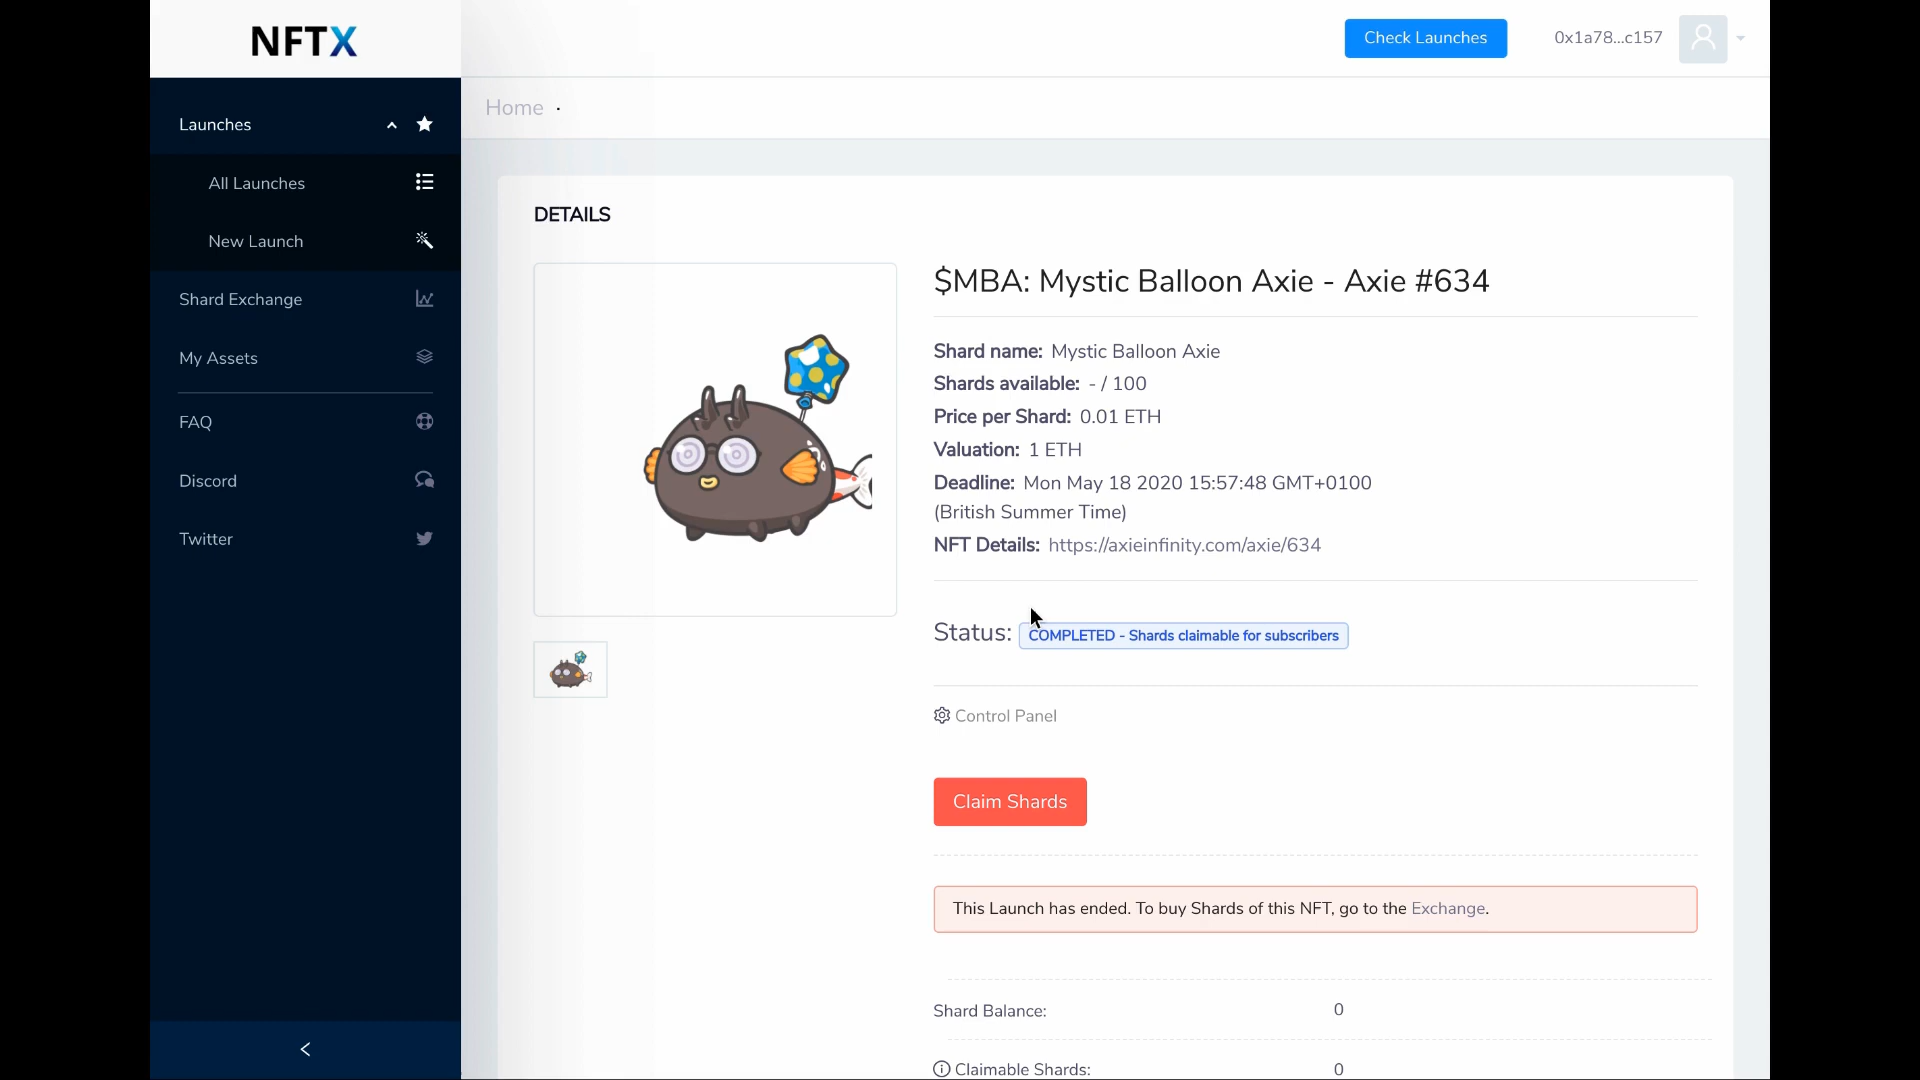 NFTX
Check Launches
0x1a78...c157
Launches
All Launches
New Launch
Shard Exchange
My Assets
FAQ
Discord
Twitter
Home ·
DETAILS
$MBA: Mystic Balloon Axie - Axie #634
Shard name: Mystic Balloon Axie
Shards available: - / 100
Price per Shard: 0.01 ETH
Valuation: 1 ETH
Deadline: Mon May 18 2020 15:57:48 GMT+0100
(British Summer Time)
NFT Details: https://axieinfinity.com/axie/634
Status: COMPLETED - Shards claimable for subscribers
Control Panel
Claim Shards
This Launch has ended. To buy Shards of this NFT, go to the Exchange.
Shard Balance: 0
Claimable Shards: 0